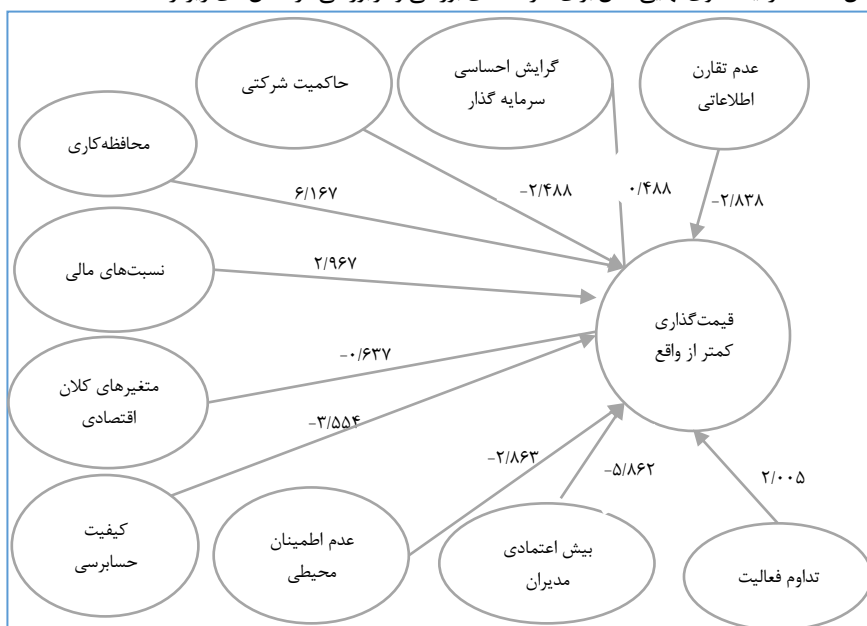 عدم تقارن
اطلاعاتی
گرایش احساسی
سرمایه گذار
حاکمیت شرکتی
محافظه‌کاری
۶/۱۶۷
-۲/۴۸۸
۰/۴۸۸
-۲/۸۳۸
نسبت‌های مالی
۲/۹۶۷
قیمت‌گذاری
کمتر از واقع
متغیرهای کلان
اقتصادی
-۰/۶۳۷
-۳/۵۵۴
-۲/۸۶۳
-۵/۸۶۲
۲/۰۰۵
کیفیت
حسابرسی
عدم اطمینان
محیطی
بیش اعتمادی
مدیران
تداوم فعالیت